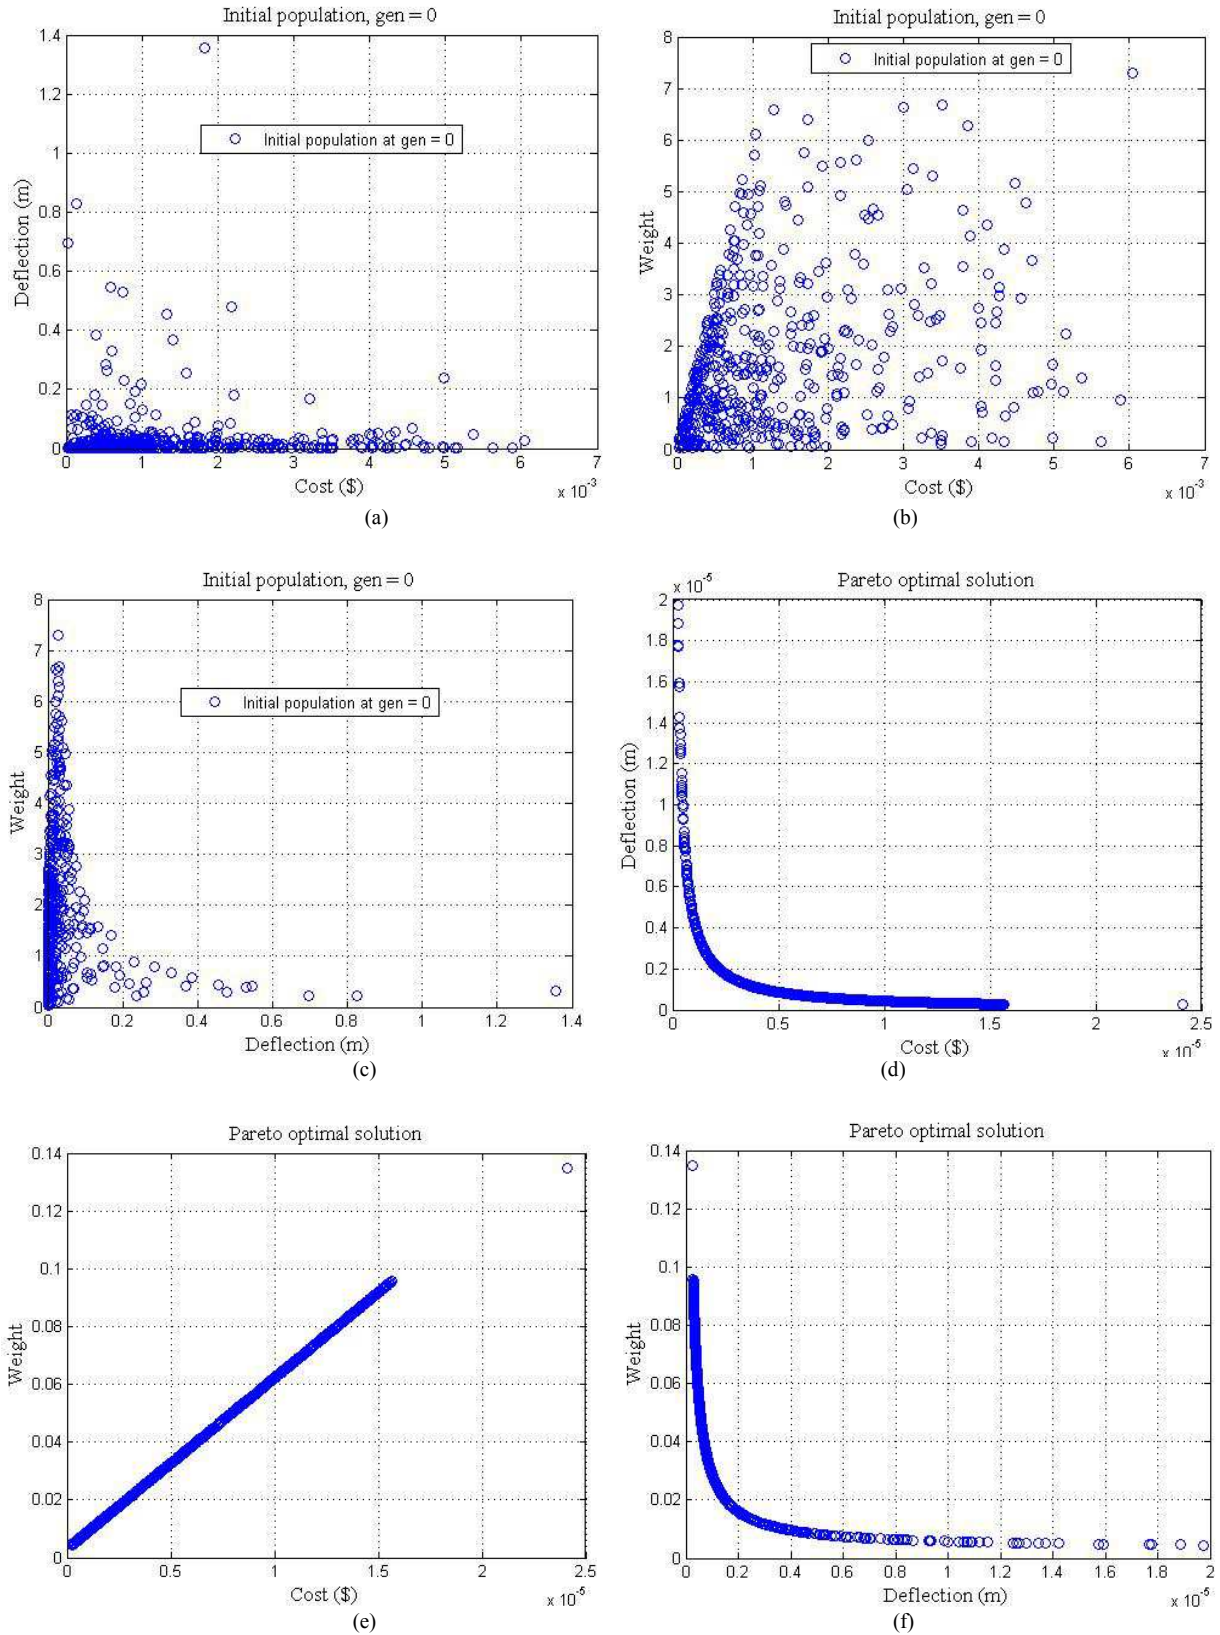 Initial population, gen = 0
1.4
1.2
1
0.8
0.6
0.4
0.2
0
Deflection (m)
Initial population at gen = 0
0 1 2 3 4 5 6 7
Cost ($)
x 10-3
(a)
Initial population, gen = 0
8
7
6
5
4
3
2
1
0
Weight
Initial population at gen = 0
0 1 2 3 4 5 6 7
Cost ($)
x 10-3
(b)
Initial population, gen = 0
8
7
6
5
4
3
2
1
0
Weight
Initial population at gen = 0
0 0.2 0.4 0.6 0.8 1 1.2 1.4
Deflection (m)
(c)
Pareto optimal solution
x 10-5
2
1.8
1.6
1.4
1.2
1
0.8
0.6
0.4
0.2
0
Deflection (m)
0 0.5 1 1.5 2 2.5
Cost ($)
x 10-5
(d)
Pareto optimal solution
0.14
0.12
0.1
0.08
0.06
0.04
0.02
0
Weight
0 0.5 1 1.5 2 2.5
Cost ($)
x 10-5
(e)
Pareto optimal solution
0.14
0.12
0.1
0.08
0.06
0.04
0.02
0
Weight
0 0.2 0.4 0.6 0.8 1 1.2 1.4 1.6 1.8 2
Deflection (m)
x 10-5
(f)